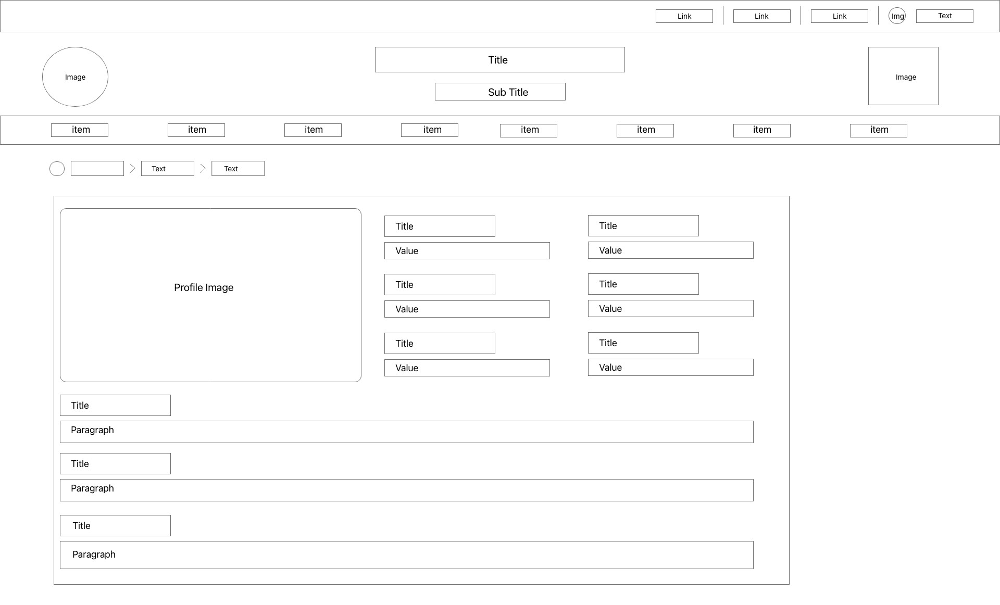 Link Link Link Img Text
Image
Title
Sub Title
Image
item item item item item item item item
Text Text
Profile Image
Title Title
Value Value
Title Title
Value Value
Title Title
Value Value
Title
Paragraph
Title
Paragraph
Title
Paragraph